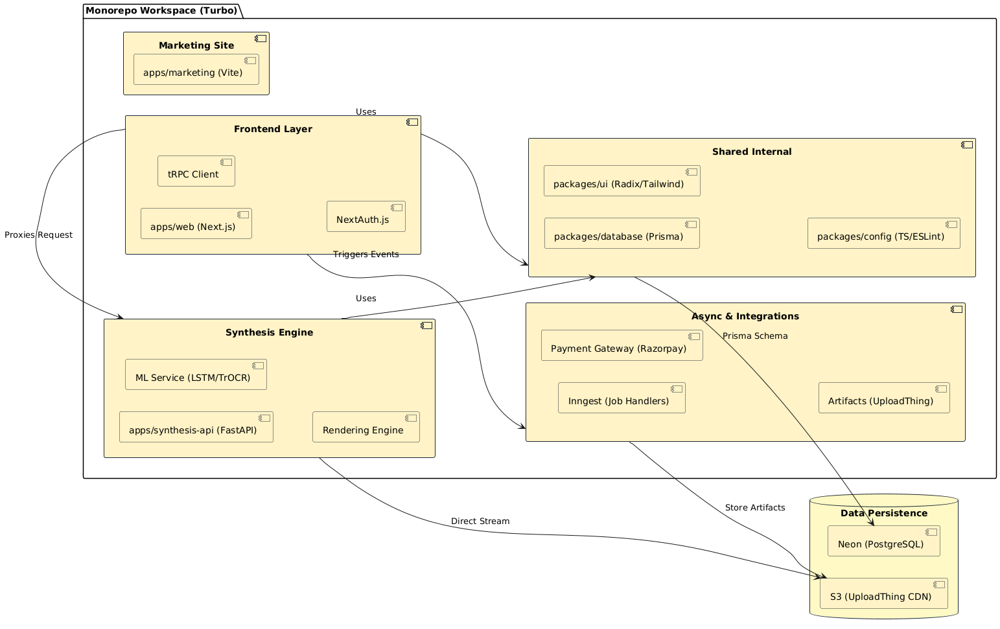 Monorepo Workspace (Turbo)
Marketing Site
apps/marketing (Vite)
Uses
Frontend Layer
tRPC Client
apps/web (Next.js)
NextAuth.js
Shared Internal
packages/ui (Radix/Tailwind)
packages/database (Prisma)
packages/config (TS/ESLint)
Proxies Request
Triggers Events
Uses
Synthesis Engine
ML Service (LSTM/TrOCR)
apps/synthesis-api (FastAPI)
Rendering Engine
Async & Integrations
Prisma Schema
Payment Gateway (Razorpay)
Inngest (Job Handlers)
Artifacts (UploadThing)
Direct Stream
Store Artifacts
Data Persistence
Neon (PostgreSQL)
S3 (UploadThing CDN)